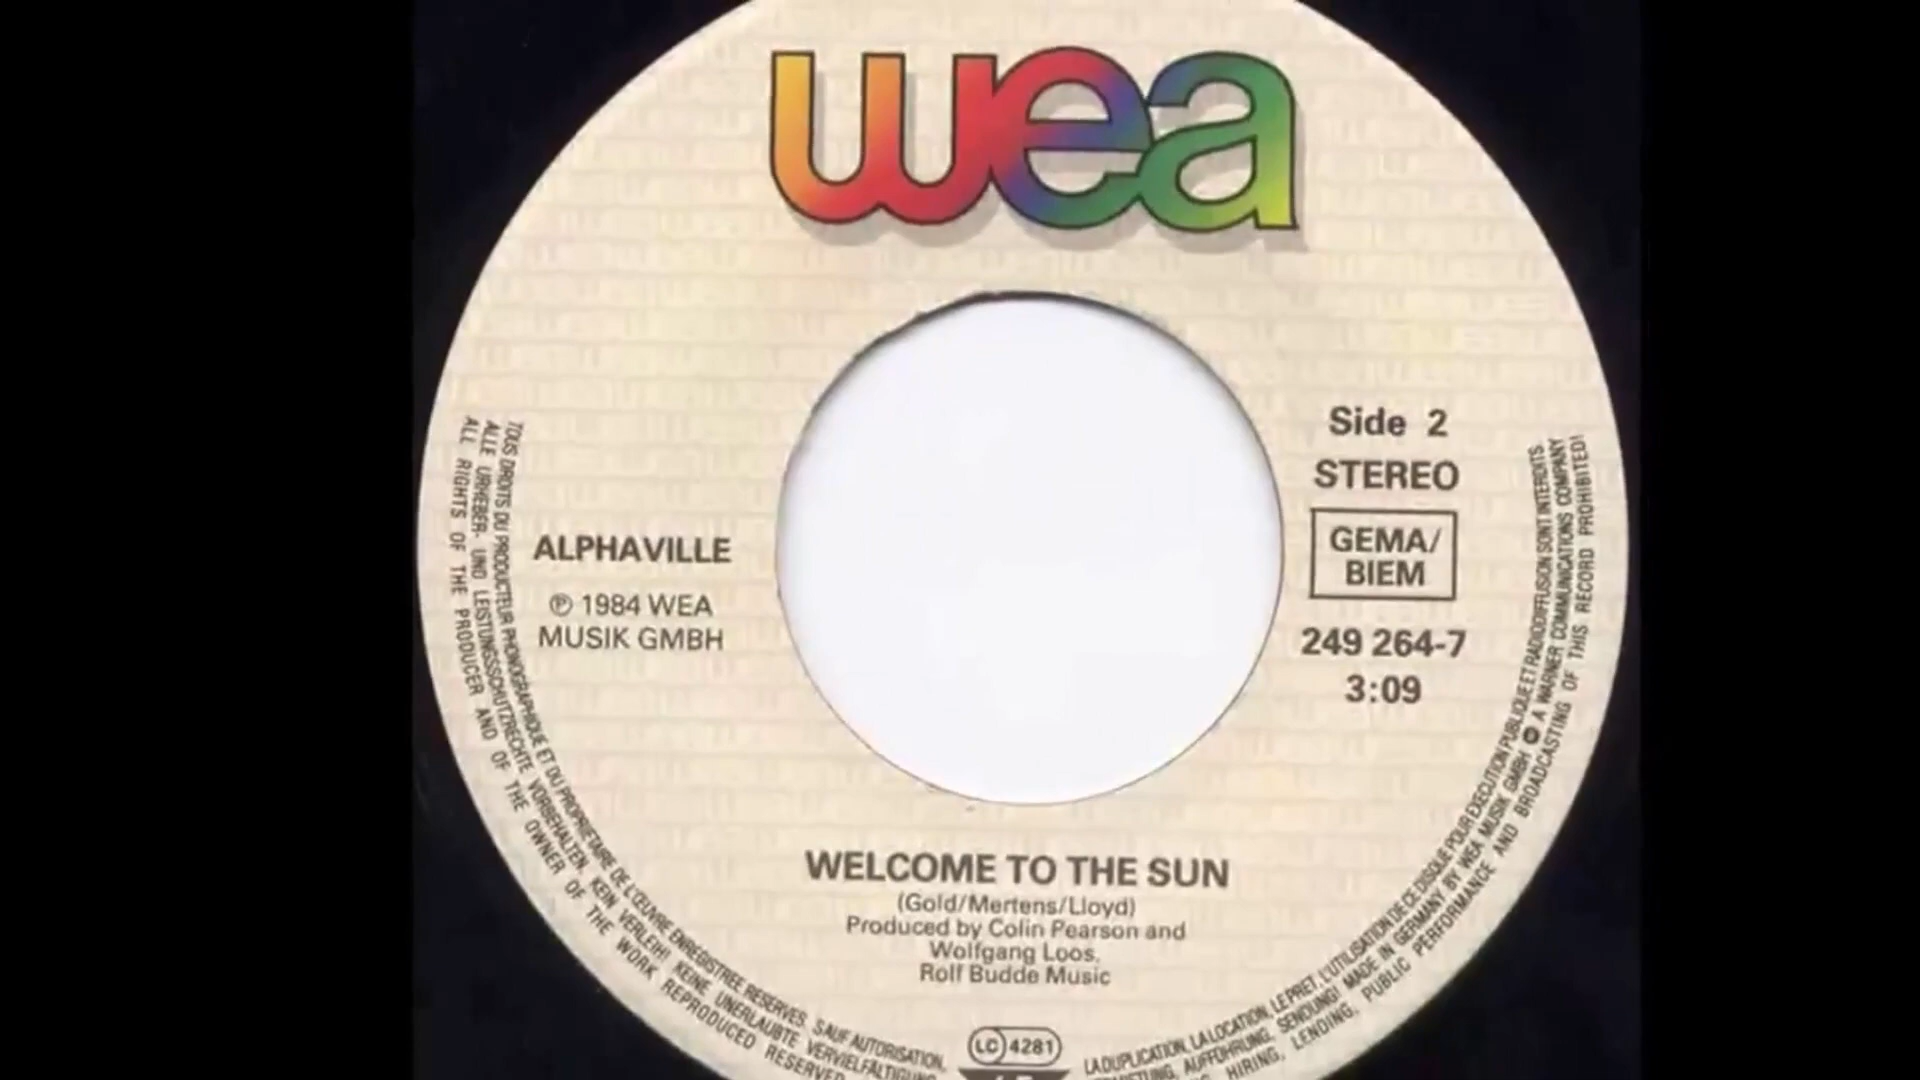 wea
Side 2
STEREO
GEMA/
BIEM
249 264-7
3:09
ALPHAVILLE
℗ 1984 WEA
MUSIK GMBH
WELCOME TO THE SUN
(Gold/Mertens/Lloyd)
Produced by Colin Pearson and
Wolfgang Loos.
Rolf Budde Music
LC 4281
TOUS DROITS DU PRODUCTEUR PHONOGRAPHIQUE ET DU PROPRIETAIRE DE L'ŒUVRE ENREGISTREE RESERVES. SAUF AUTORISATION,
ALLE URHEBER- UND LEISTUNGSSCHUTZRECHTE VORBEHALTEN. KEIN VERLEIH! KEINE UNERLAUBTE VERVIELFÄLTIGUNG
ALL RIGHTS OF THE PRODUCER AND OF THE OWNER OF THE WORK REPRODUCED RESERVED
LA DUPLICATION, LA LOCATION, LE PRET, L'UTILISATION DE CE DISQUE POUR EXECUTION PUBLIQUE ET RADIODIFFUSION SONT INTERDITS.
AUFFÜHRUNG, SENDUNG! MADE IN GERMANY BY WEA MUSIK GMBH A WARNER COMMUNICATIONS COMPANY
HIRING, LENDING, PUBLIC PERFORMANCE AND BROADCASTING OF THIS RECORD PROHIBITED!